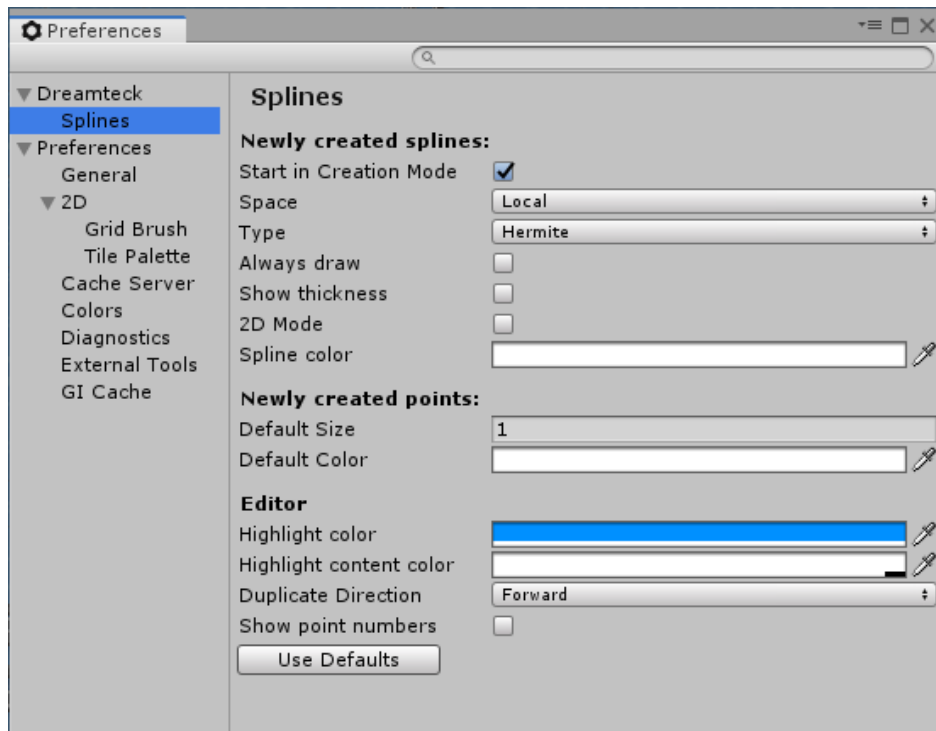 Preferences
Dreamteck
Splines
Preferences
General
2D
Grid Brush
Tile Palette
Cache Server
Colors
Diagnostics
External Tools
GI Cache
Splines
Newly created splines:
Start in Creation Mode
Space Local
Type Hermite
Always draw
Show thickness
2D Mode
Spline color
Newly created points:
Default Size 1
Default Color
Editor
Highlight color
Highlight content color
Duplicate Direction Forward
Show point numbers
Use Defaults